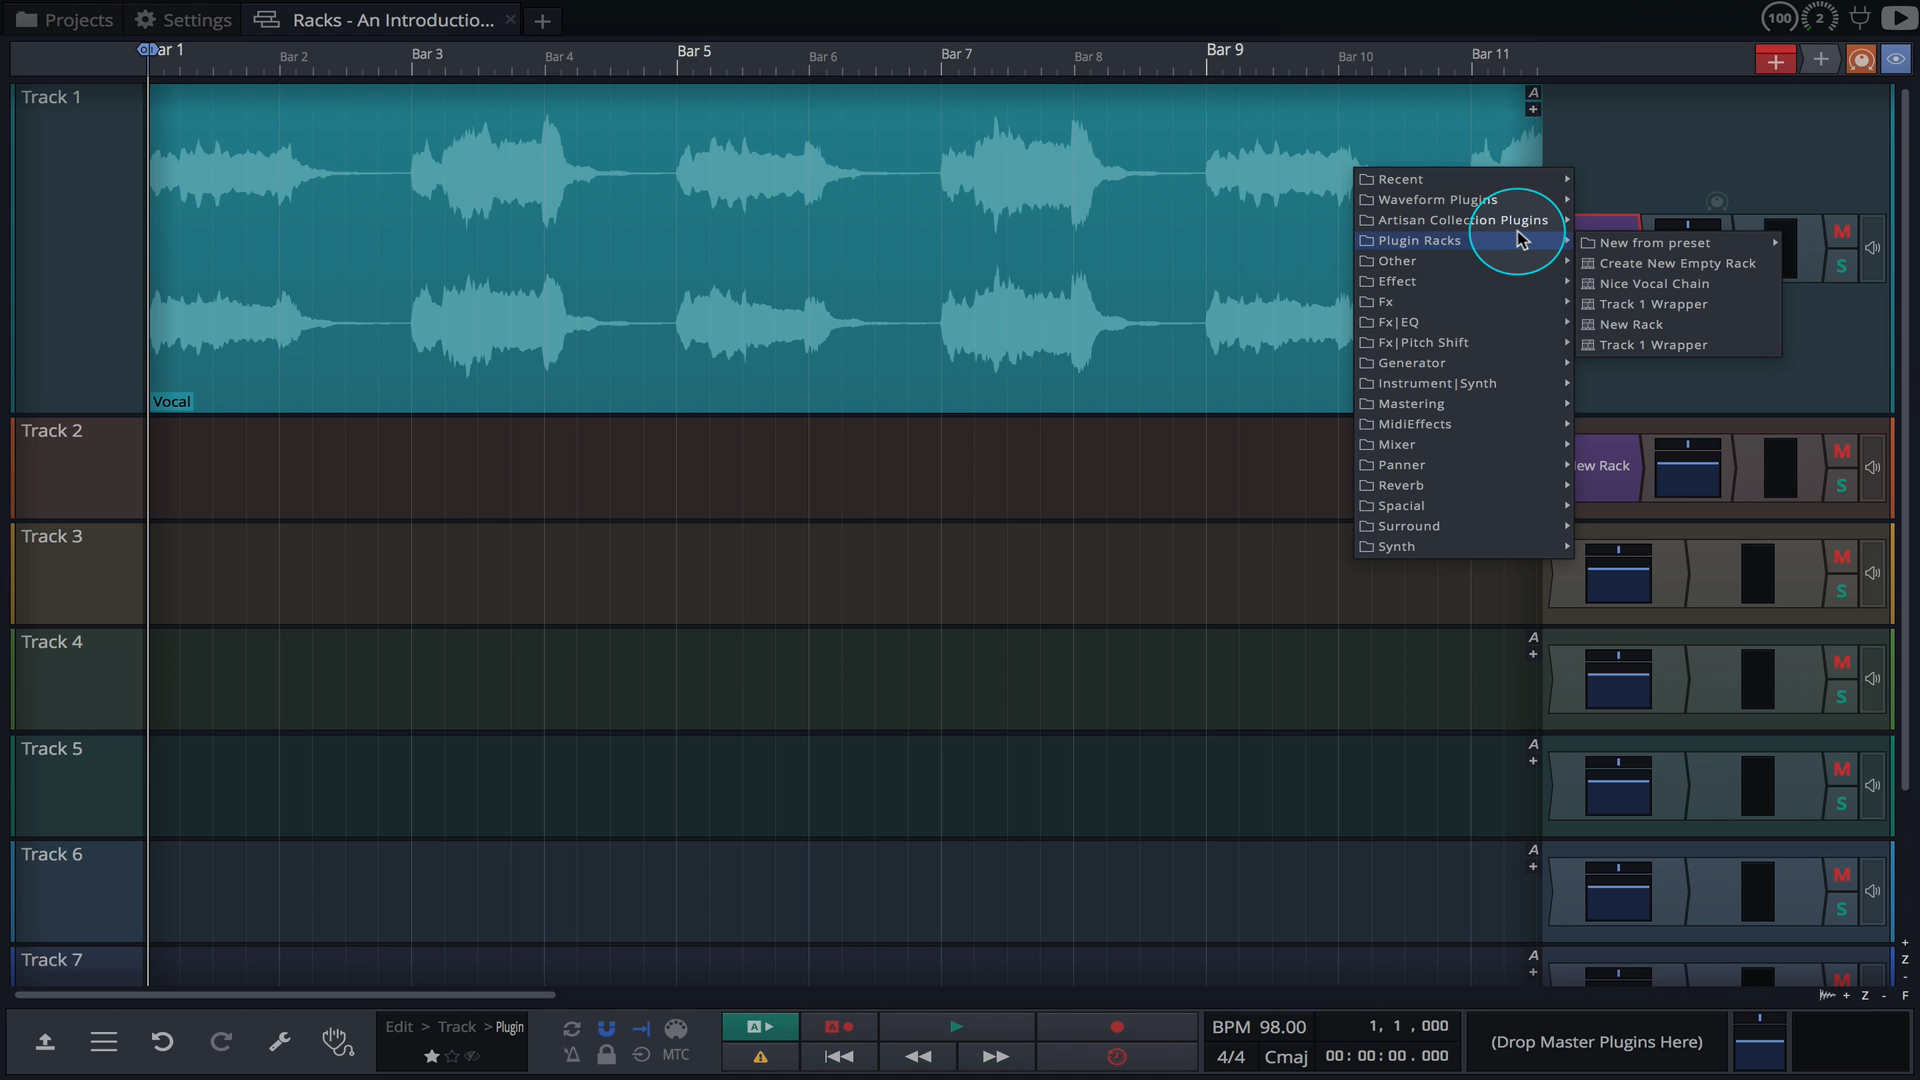 Projects
Settings
Racks - An Introductio...
100
2
ar 1
Bar 2
Bar 3
Bar 4
Bar 5
Bar 6
Bar 7
Bar 8
Bar 9
Bar 10
Bar 11
Track 1
A
Vocal
Recent
Waveform Plugins
Artisan Collection Plugins
Plugin Racks
Other
Effect
Fx
Fx|EQ
Fx|Pitch Shift
Generator
Instrument|Synth
Mastering
MidiEffects
Mixer
Panner
Reverb
Spacial
Surround
Synth
New from preset
Create New Empty Rack
Nice Vocal Chain
Track 1 Wrapper
New Rack
Track 1 Wrapper
M
S
Track 2
ew Rack
M
S
Track 3
M
S
Track 4
A
M
S
Track 5
A
M
S
Track 6
A
M
S
Track 7
A
M
+
Z
-
+ Z - F
Edit > Track > Plugin
MTC
A
A
BPM 98.00
4/4 Cmaj
1, 1 , 000
00: 00: 00. 000
(Drop Master Plugins Here)